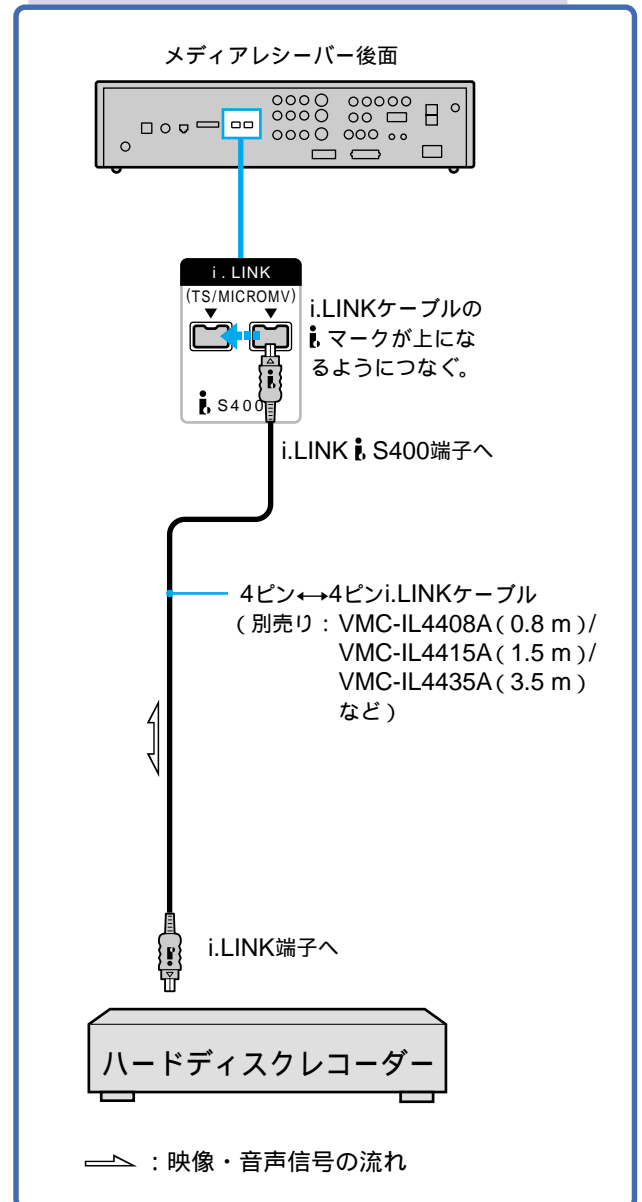 メディアレシーバー後面
i. LINK
(TS/MICROMV)
i.LINKケーブルの
i マークが上にな
るようにつなぐ。
i S400
i
i.LINK i S400端子へ
4ピン↔4ピンi.LINKケーブル
（別売り：VMC-IL4408A（0.8 m）/
VMC-IL4415A（1.5 m）/
VMC-IL4435A（3.5 m）
など）
i
i.LINK端子へ
ハードディスクレコーダー
：映像・音声信号の流れ